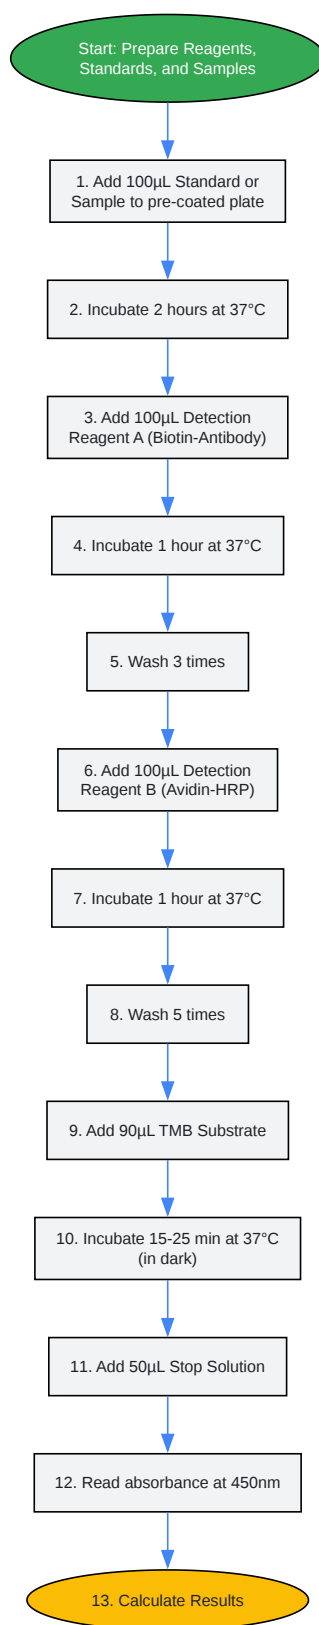 Start: Prepare Reagents,
Standards, and Samples
1. Add 100µL Standard or
Sample to pre-coated plate
2. Incubate 2 hours at 37°C
3. Add 100µL Detection
Reagent A (Biotin-Antibody)
4. Incubate 1 hour at 37°C
5. Wash 3 times
6. Add 100µL Detection
Reagent B (Avidin-HRP)
7. Incubate 1 hour at 37°C
8. Wash 5 times
9. Add 90µL TMB Substrate
10. Incubate 15-25 min at 37°C
(in dark)
11. Add 50µL Stop Solution
12. Read absorbance at 450nm
13. Calculate Results